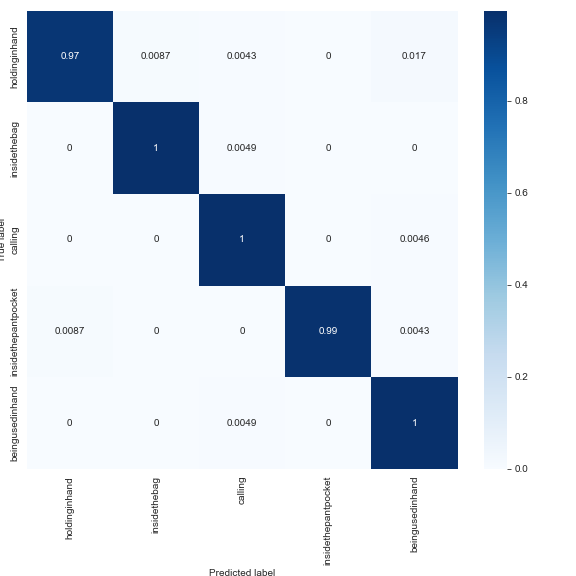 holdinginhand
0.97 0.0087 0.0043 0 0.017
insidethebag
0 1 0.0049 0 0
True label
calling
0 0 1 0 0.0046
insidethepantpocket
0.0087 0 0 0.99 0.0043
beingusedinhand
0 0 0.0049 0 1
holdinginhand
insidethebag
calling
insidethepantpocket
beingusedinhand
Predicted label
0.8
0.6
0.4
0.2
0.0